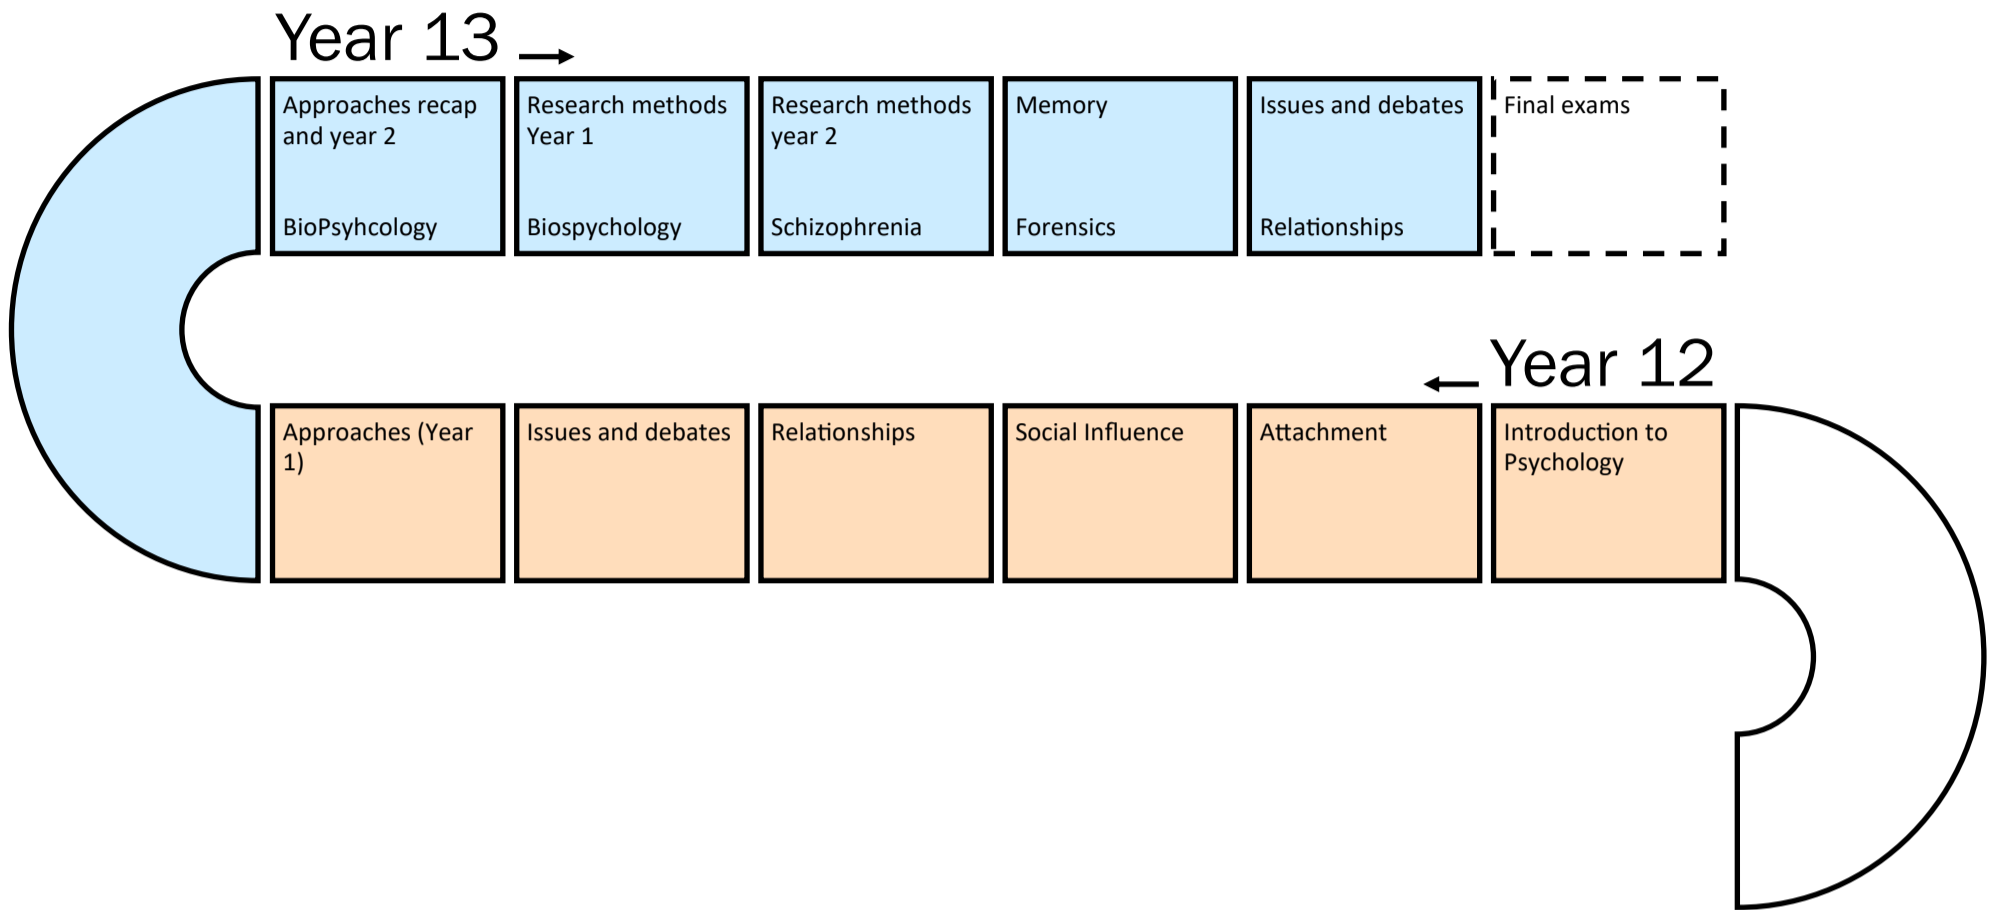 Year 13
Approaches recap
and year 2
BioPsyhcology
Research methods
Year 1
Biospychology
Research methods
year 2
Schizophrenia
Memory
Forensics
Issues and debates
Relationships
Final exams
Year 12
Approaches (Year
1)
Issues and debates
Relationships
Social Influence
Attachment
Introduction to
Psychology